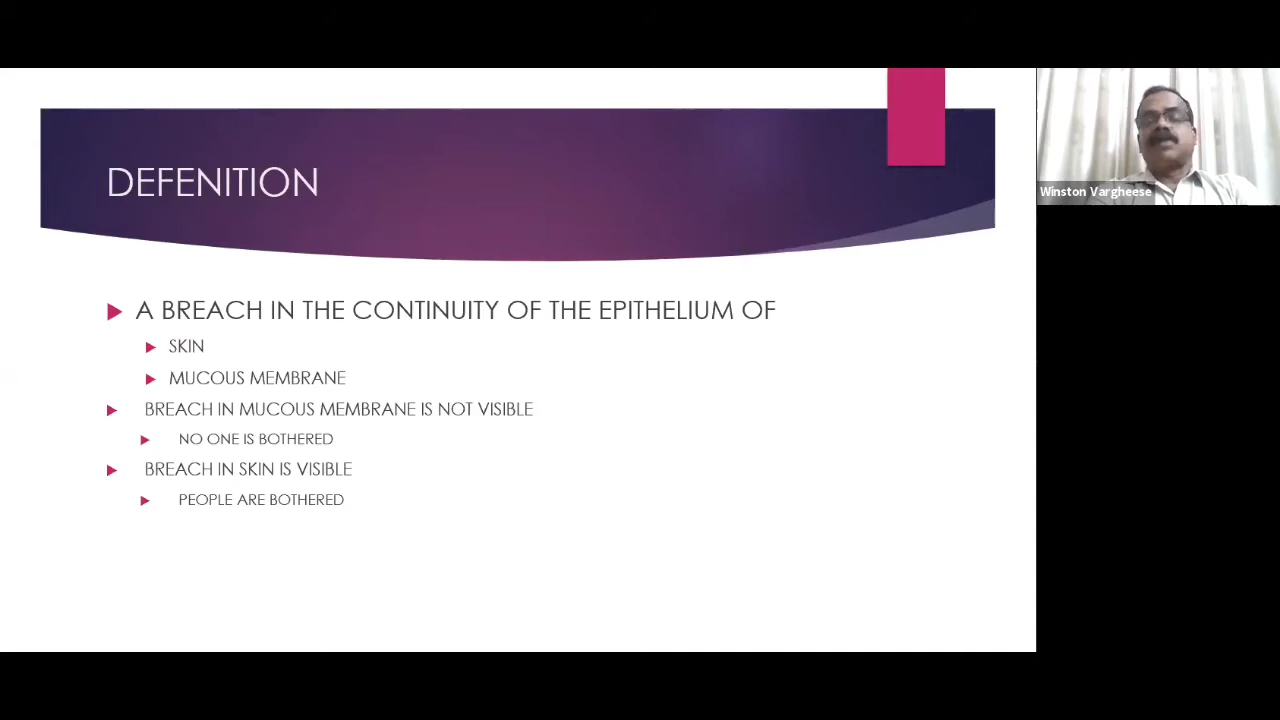 DEFENITION
A BREACH IN THE CONTINUITY OF THE EPITHELIUM OF
SKIN
MUCOUS MEMBRANE
BREACH IN MUCOUS MEMBRANE IS NOT VISIBLE
NO ONE IS BOTHERED
BREACH IN SKIN IS VISIBLE
PEOPLE ARE BOTHERED
Winston Vargheese